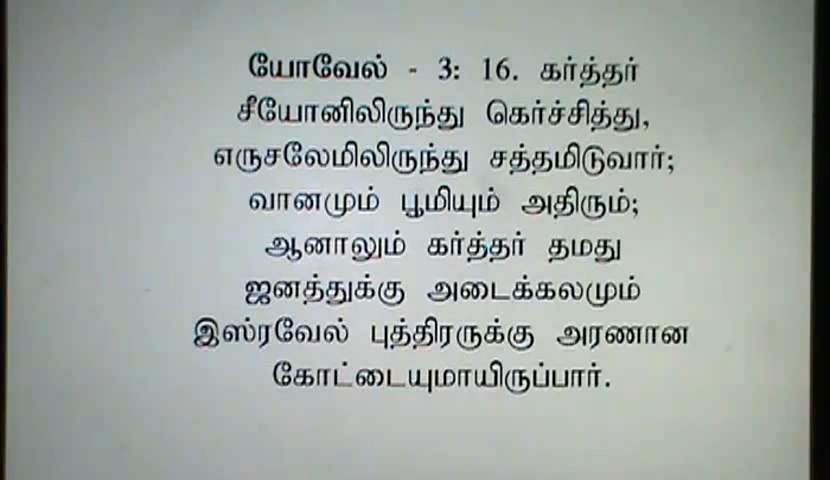 யோவேல் - 3: 16. கர்த்தர்
சீயோனிலிருந்து கெர்ச்சித்து,
எருசலேமிலிருந்து சத்தமிடுவார்;
வானமும் பூமியும் அதிரும்;
ஆனாலும் கர்த்தர் தமது
ஜனத்துக்கு அடைக்கலமும்
இஸ்ரவேல் புத்திரருக்கு அரணான
கோட்டையுமாயிருப்பார்.